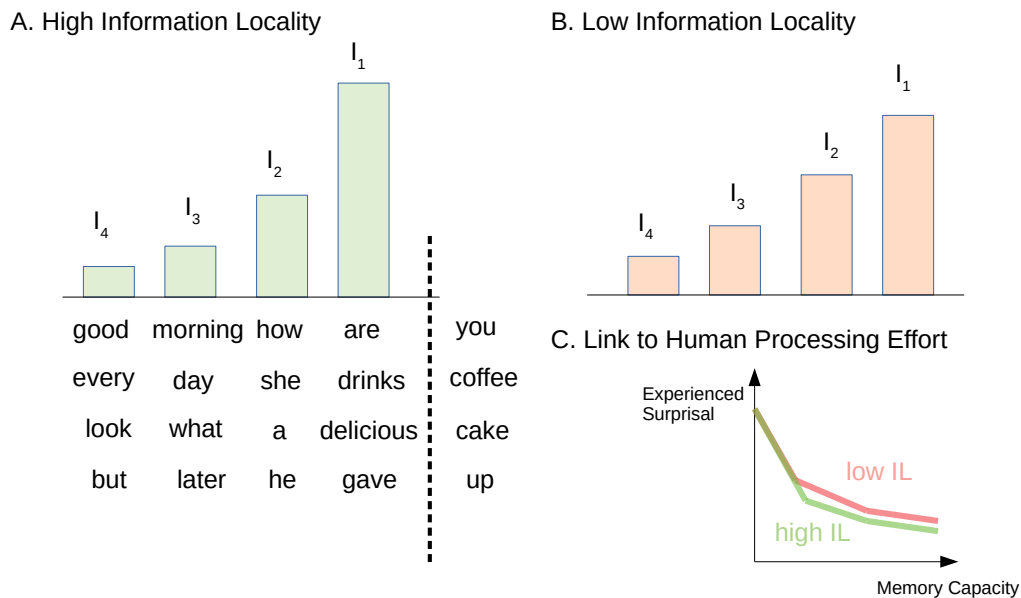 A. High Information Locality
I₁
I₂
I₃
I₄
good morning how are you
every day she drinks coffee
look what a delicious cake
but later he gave up
B. Low Information Locality
I₁
I₂
I₃
I₄
C. Link to Human Processing Effort
Experienced
Surprisal
low IL
high IL
Memory Capacity